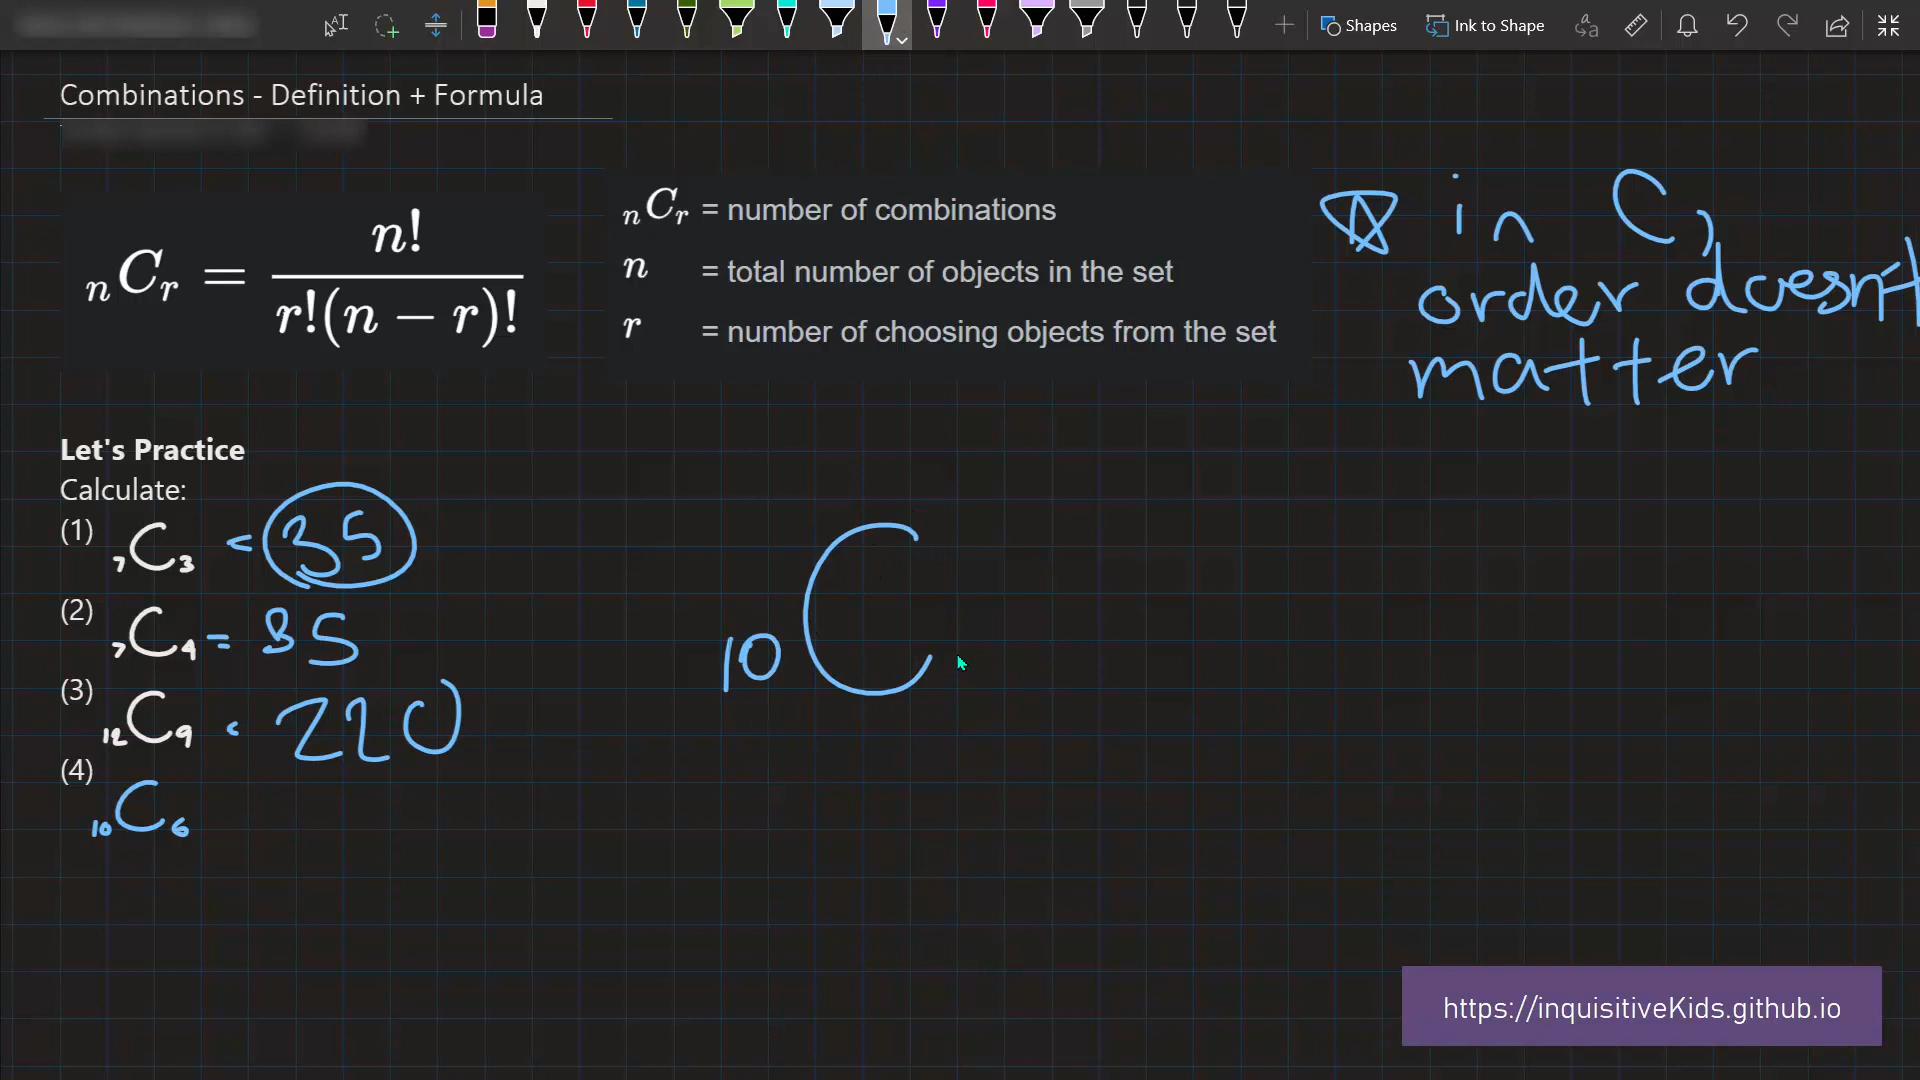 Shapes
Ink to Shape
Combinations - Definition + Formula
nCr = n! / r!(n − r)!
nCr = number of combinations
n = total number of objects in the set
r = number of choosing objects from the set
in C,
order doesn't
matter
Let's Practice
Calculate:
(1) 7C3 = 35
(2) 7C4 = 35
(3) 12C9 = 220
(4) 10C6
10C
https://inquisitiveKids.github.io